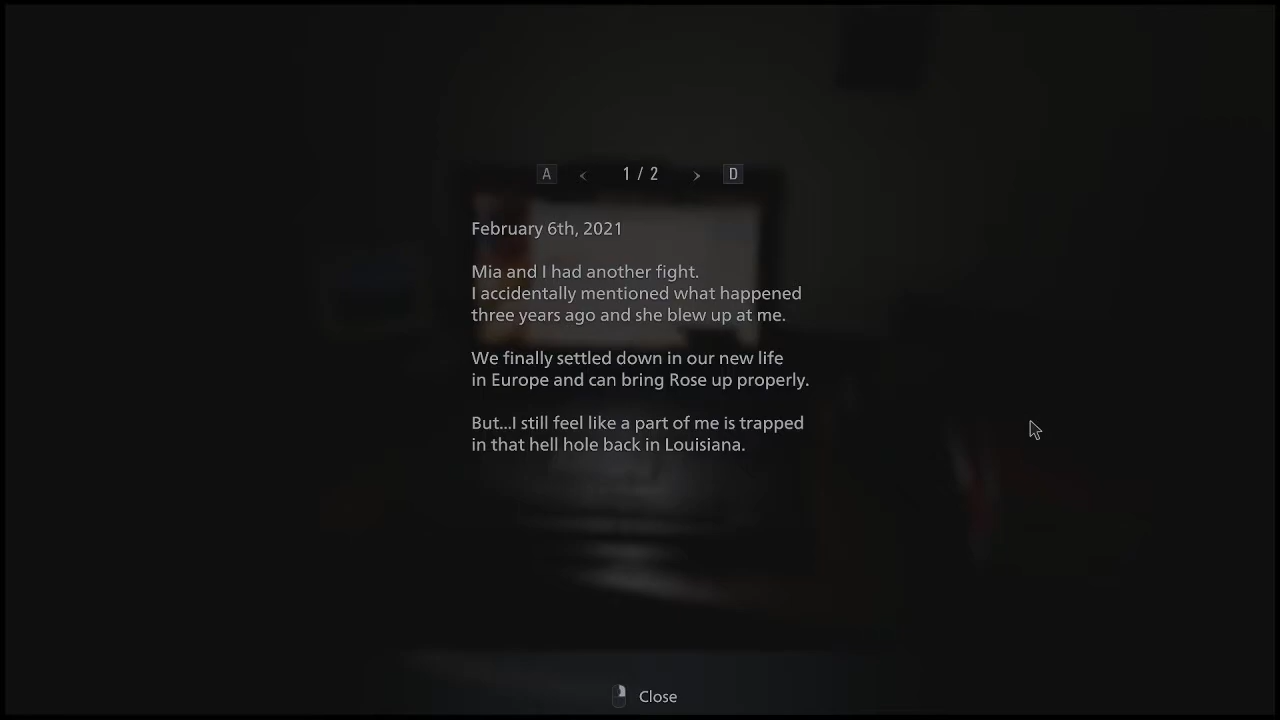 A < 1 / 2 > D
February 6th, 2021
Mia and I had another fight.
I accidentally mentioned what happened
three years ago and she blew up at me.
We finally settled down in our new life
in Europe and can bring Rose up properly.
But...I still feel like a part of me is trapped
in that hell hole back in Louisiana.
Close